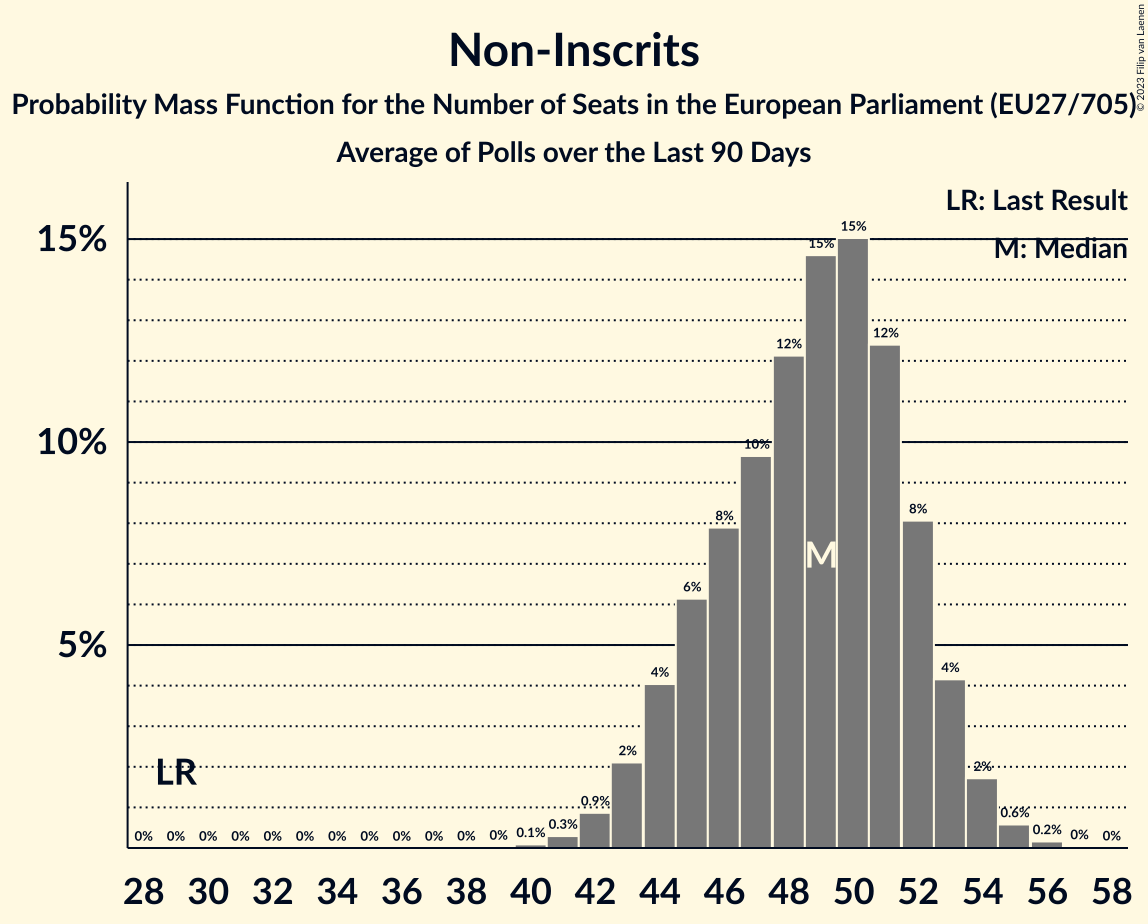 Non-Inscrits
Probability Mass Function for the Number of Seats in the European Parliament (EU27/705)
Average of Polls over the Last 90 Days
© 2023 Filip van Laenen
LR: Last Result
M: Median
15%
10%
5%
0% 0% 0% 0% 0% 0% 0% 0% 0% 0% 0% 0% 0.1% 0.3% 0.9% 2% 4% 6% 8% 10% 12% 15% 15% 12% 8% 4% 2% 0.6% 0.2% 0% 0%
LR
M
28 30 32 34 36 38 40 42 44 46 48 50 52 54 56 58